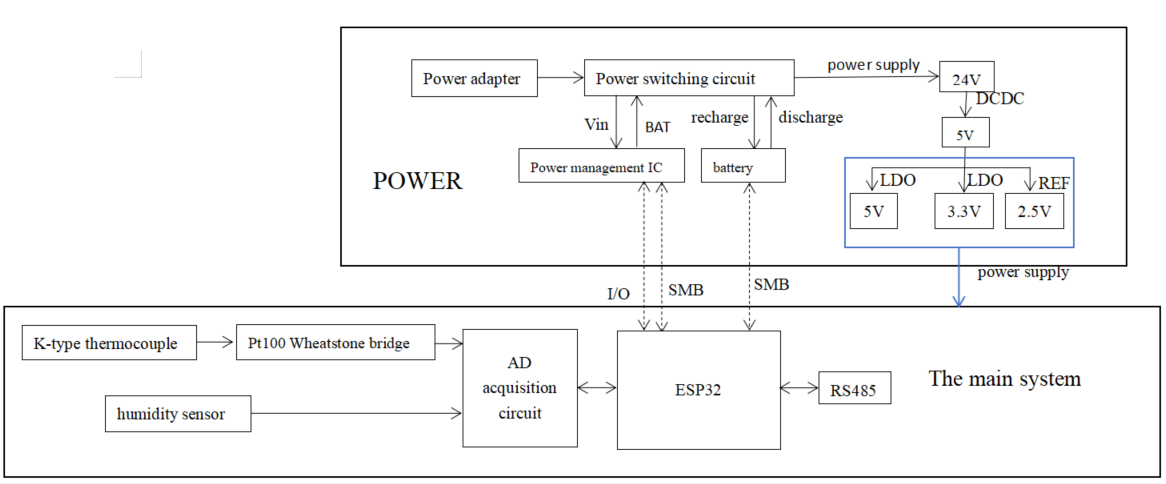 Power adapter
Power switching circuit
power supply
24V
DCDC
Vin
BAT
recharge
discharge
5V
POWER
Power management IC
battery
LDO
LDO
REF
5V
3.3V
2.5V
power supply
I/O
SMB
SMB
K-type thermocouple
Pt100 Wheatstone bridge
AD
acquisition
circuit
ESP32
RS485
The main system
humidity sensor